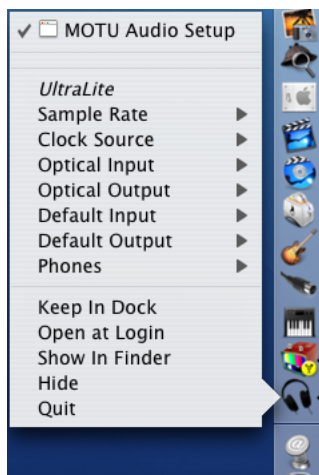 MOTU Audio Setup
UltraLite
Sample Rate
Clock Source
Optical Input
Optical Output
Default Input
Default Output
Phones
Keep In Dock
Open at Login
Show In Finder
Hide
Quit